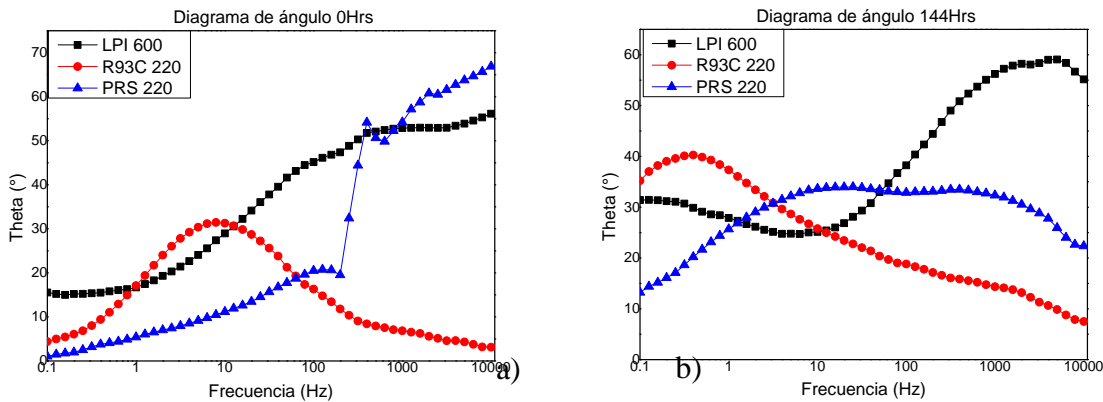 Diagrama de ángulo 0Hrs
LPI 600
R93C 220
PRS 220
Theta (°)
70
60
50
40
30
20
10
0
0.1 1 10 100 1000 10000
Frecuencia (Hz)
a)
Diagrama de ángulo 144Hrs
LPI 600
R93C 220
PRS 220
Theta (°)
60
50
40
30
20
10
0
0.1 1 10 100 1000 10000
Frecuencia (Hz)
b)